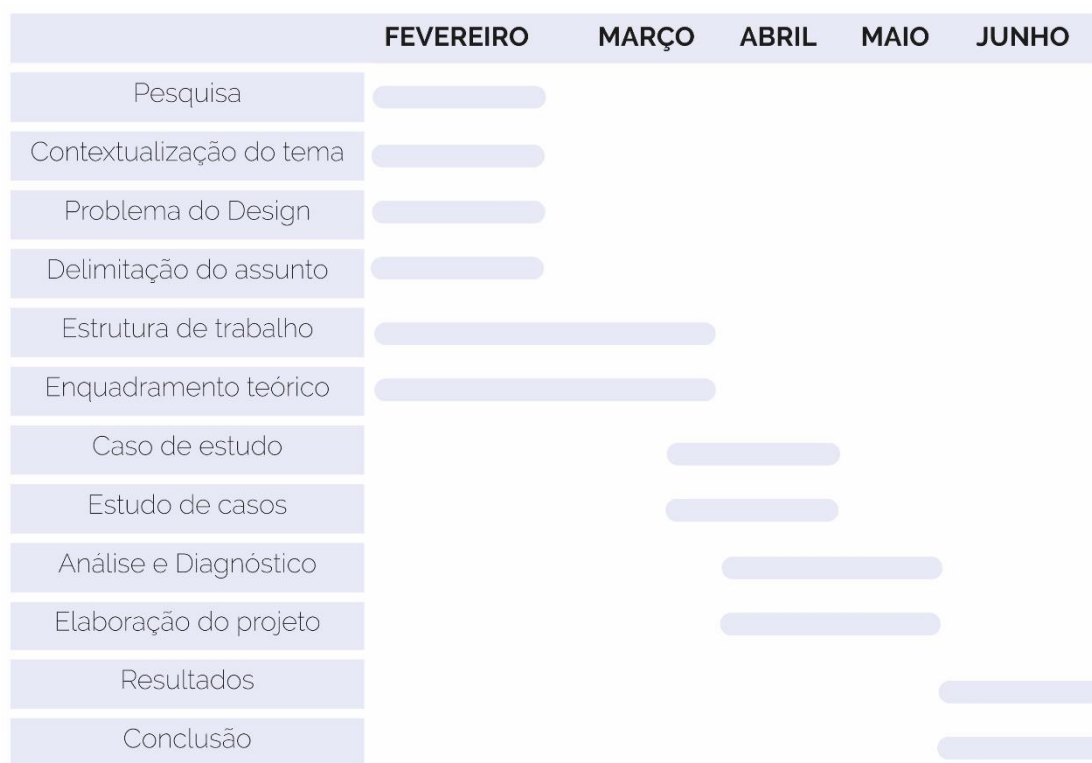 FEVEREIRO MARÇO ABRIL MAIO JUNHO
Pesquisa
Contextualização do tema
Problema do Design
Delimitação do assunto
Estrutura de trabalho
Enquadramento teórico
Caso de estudo
Estudo de casos
Análise e Diagnóstico
Elaboração do projeto
Resultados
Conclusão